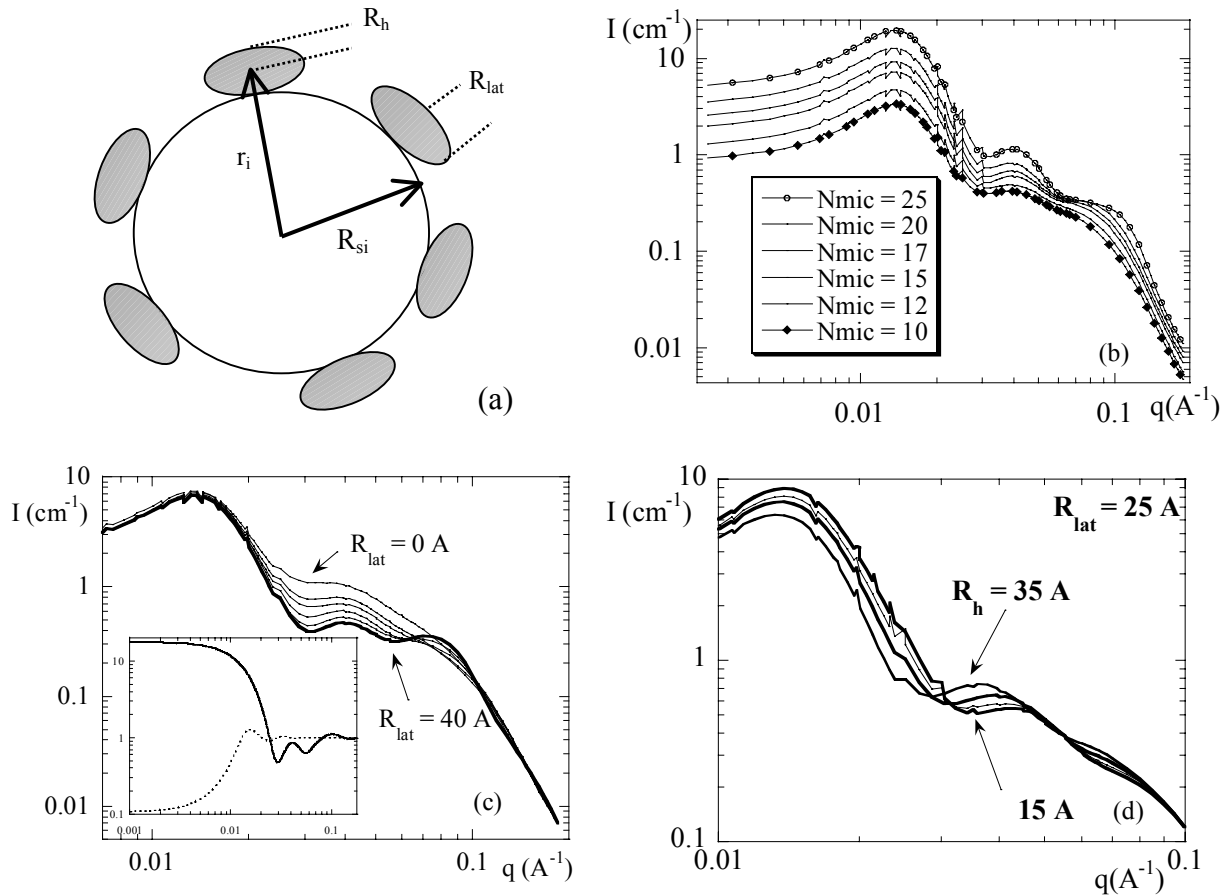 R_h
R_lat
r_i
R_si
(a)
I (cm⁻¹)
10
1
0.1
0.01
Nmic = 25
Nmic = 20
Nmic = 17
Nmic = 15
Nmic = 12
Nmic = 10
(b)
0.01
0.1
q(A⁻¹)
10
I (cm⁻¹)
1
0.1
0.01
R_lat = 0 A
R_lat = 40 A
10
1
0.1
0.001
0.01
0.1
(c)
0.01
0.1
q (A⁻¹)
10
I (cm⁻¹)
1
0.1
R_lat = 25 A
R_h = 35 A
15 A
(d)
0.01
q(A⁻¹)
0.1